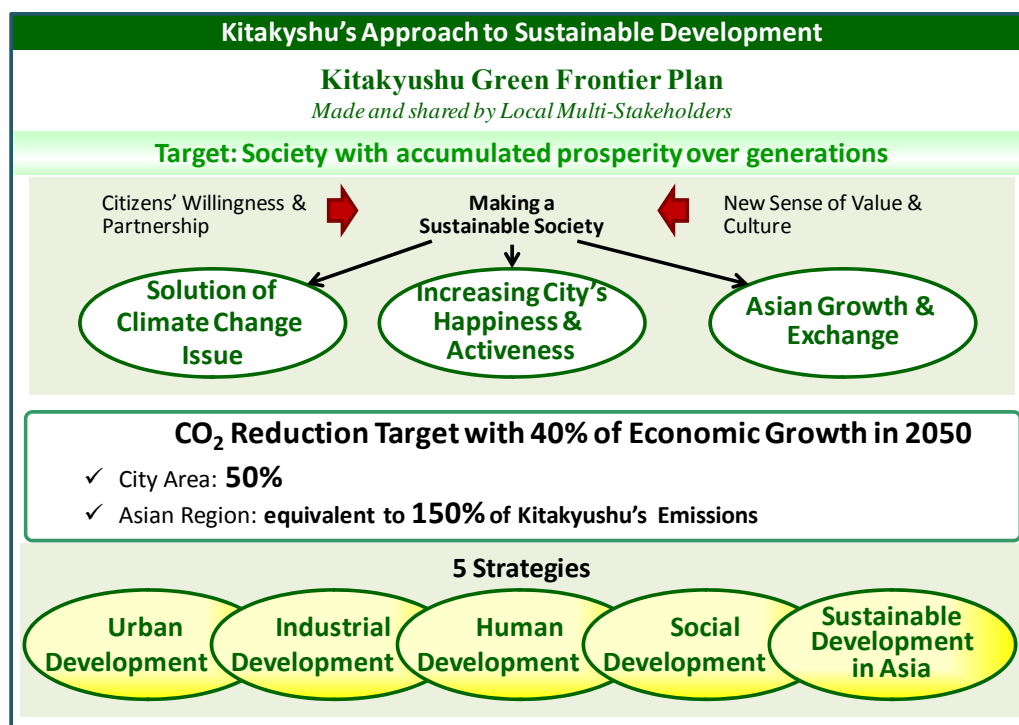 Kitakyshu's Approach to Sustainable Development
Kitakyushu Green Frontier Plan
Made and shared by Local Multi-Stakeholders
Target: Society with accumulated prosperity over generations
Citizens' Willingness &
Partnership
Making a
Sustainable Society
New Sense of Value &
Culture
Solution of
Climate Change
Issue
Increasing City's
Happiness &
Activeness
Asian Growth &
Exchange
CO₂ Reduction Target with 40% of Economic Growth in 2050
✓ City Area: 50%
✓ Asian Region: equivalent to 150% of Kitakyushu's Emissions
5 Strategies
Urban
Development
Industrial
Development
Human
Development
Social
Development
Sustainable
Development
in Asia